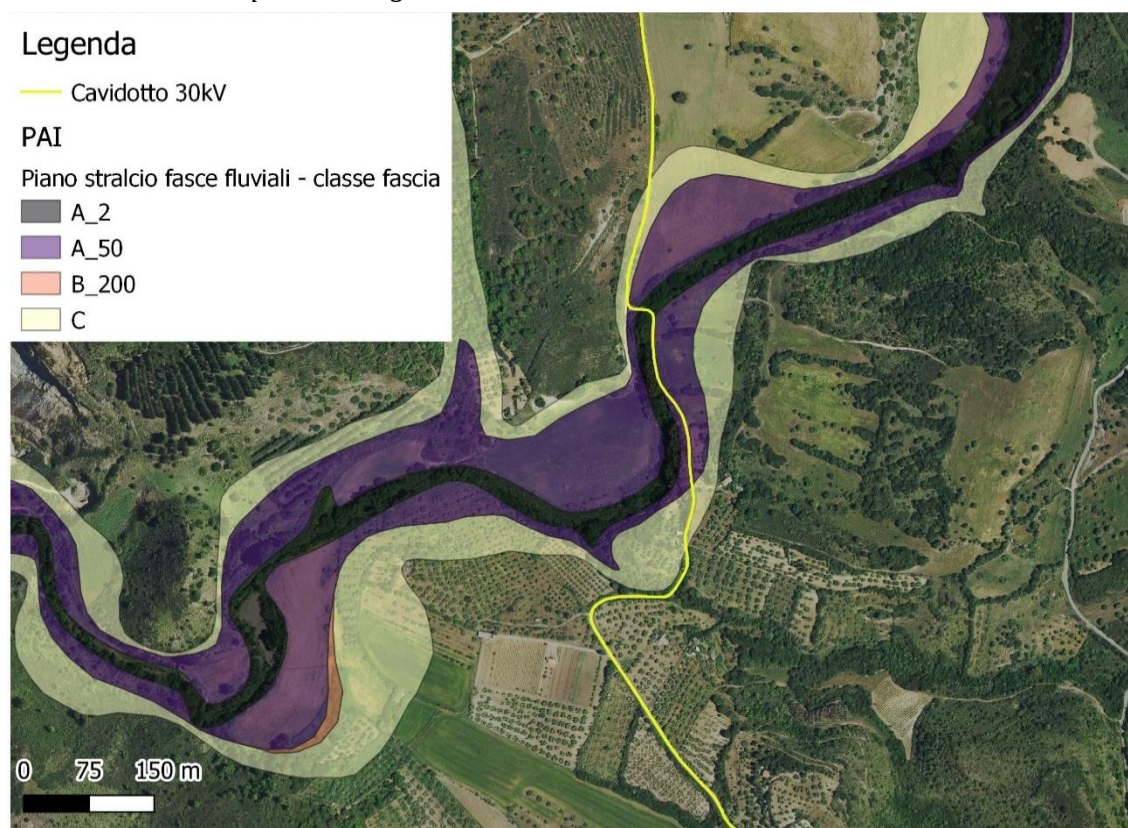 Legenda
Cavidotto 30kV
PAI
Piano stralcio fasce fluviali - classe fascia
A_2
A_50
B_200
C
0 75 150 m